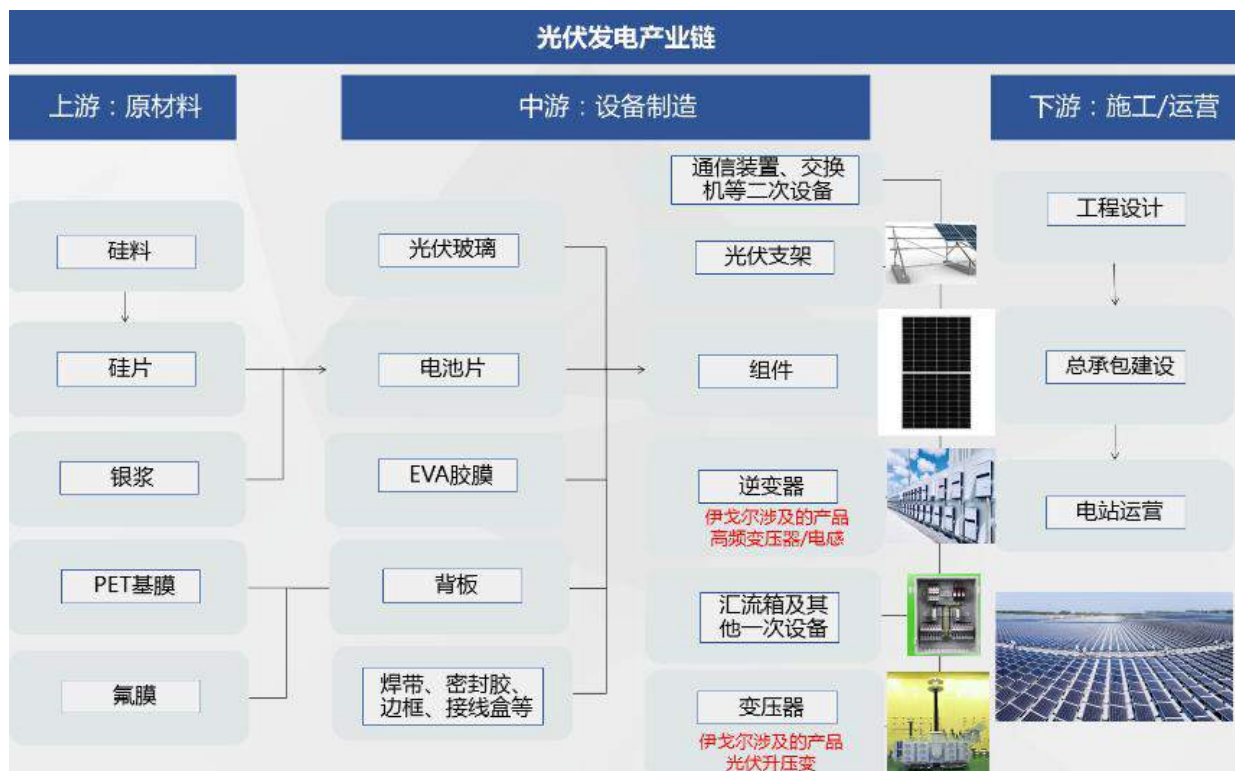 光伏发电产业链
上游：原材料
中游：设备制造
下游：施工/运营
硅料
硅片
银浆
PET基膜
氟膜
光伏玻璃
电池片
EVA胶膜
背板
焊带、密封胶、
边框、接线盒等
通信装置、交换
机等二次设备
光伏支架
组件
逆变器
伊戈尔涉及的产品
高频变压器/电感
汇流箱及其
他一次设备
变压器
伊戈尔涉及的产品
光伏升压变
工程设计
总承包建设
电站运营